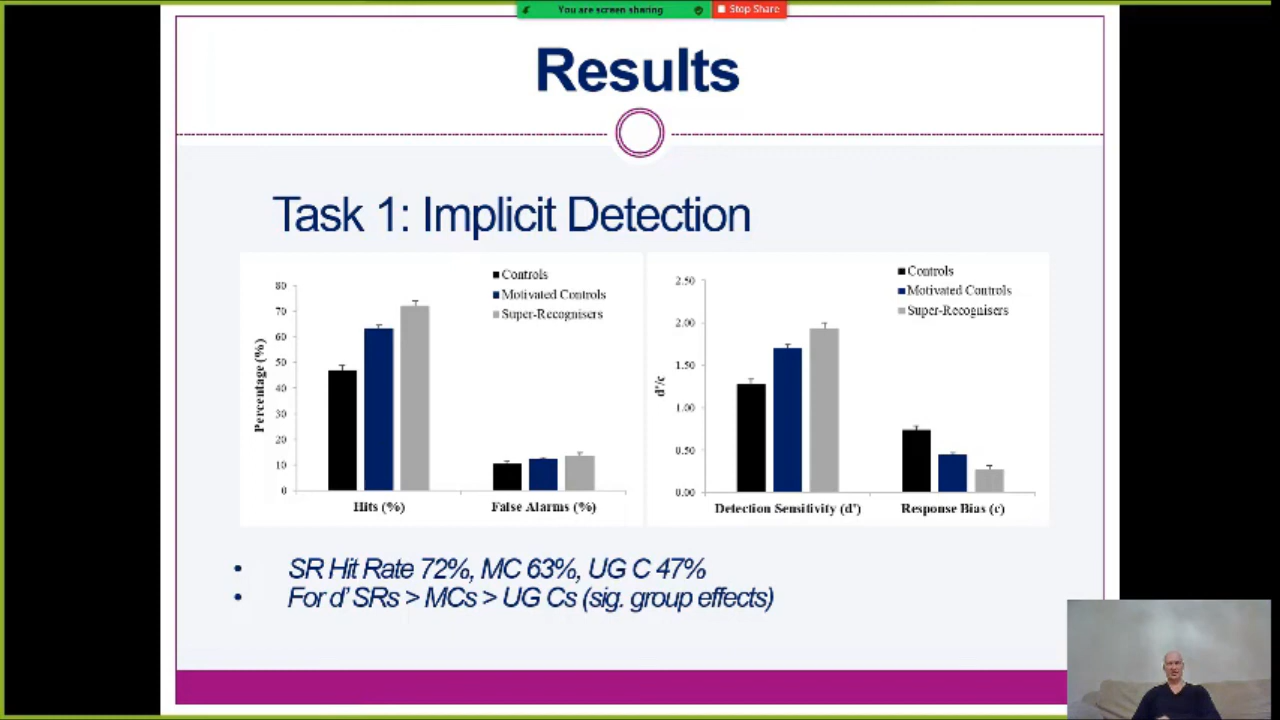 You are screen sharing Stop Share
Results
Task 1: Implicit Detection
Controls
Motivated Controls
Super-Recognisers
80
70
60
50
40
30
20
10
0
Percentage (%)
Hits (%)
False Alarms (%)
Controls
Motivated Controls
Super-Recognisers
2.50
2.00
1.50
1.00
0.50
0.00
d'/c
Detection Sensitivity (d')
Response Bias (c)
• SR Hit Rate 72%, MC 63%, UG C 47%
• For d' SRs > MCs > UG Cs (sig. group effects)